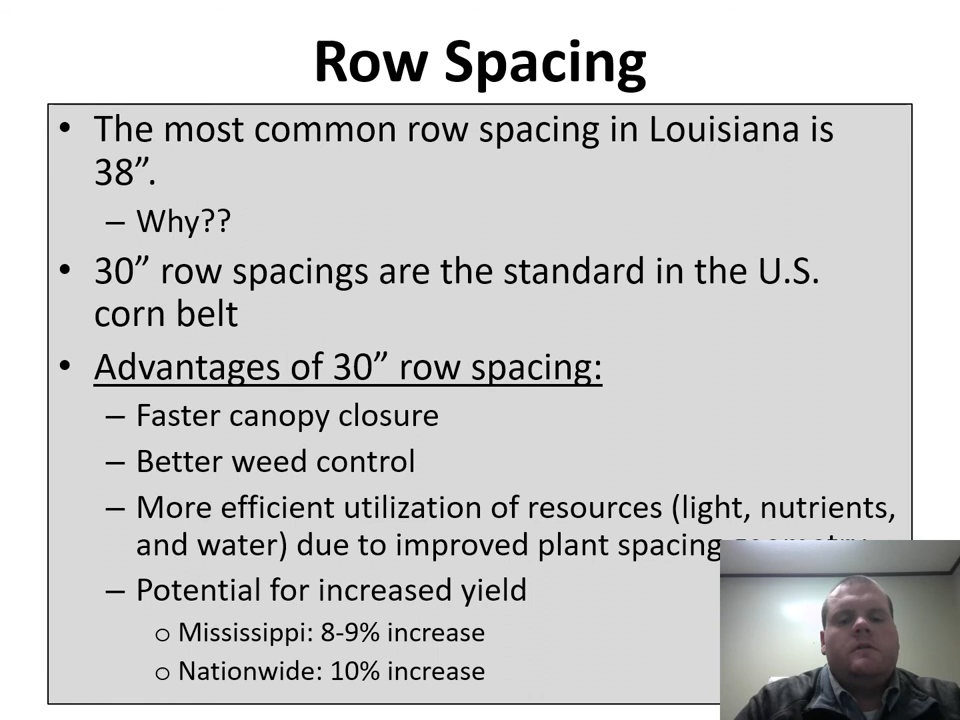 Row Spacing
• The most common row spacing in Louisiana is
38”.
– Why??
• 30” row spacings are the standard in the U.S.
corn belt
• Advantages of 30” row spacing:
– Faster canopy closure
– Better weed control
– More efficient utilization of resources (light, nutrients,
and water) due to improved plant spacing
– Potential for increased yield
o Mississippi: 8-9% increase
o Nationwide: 10% increase